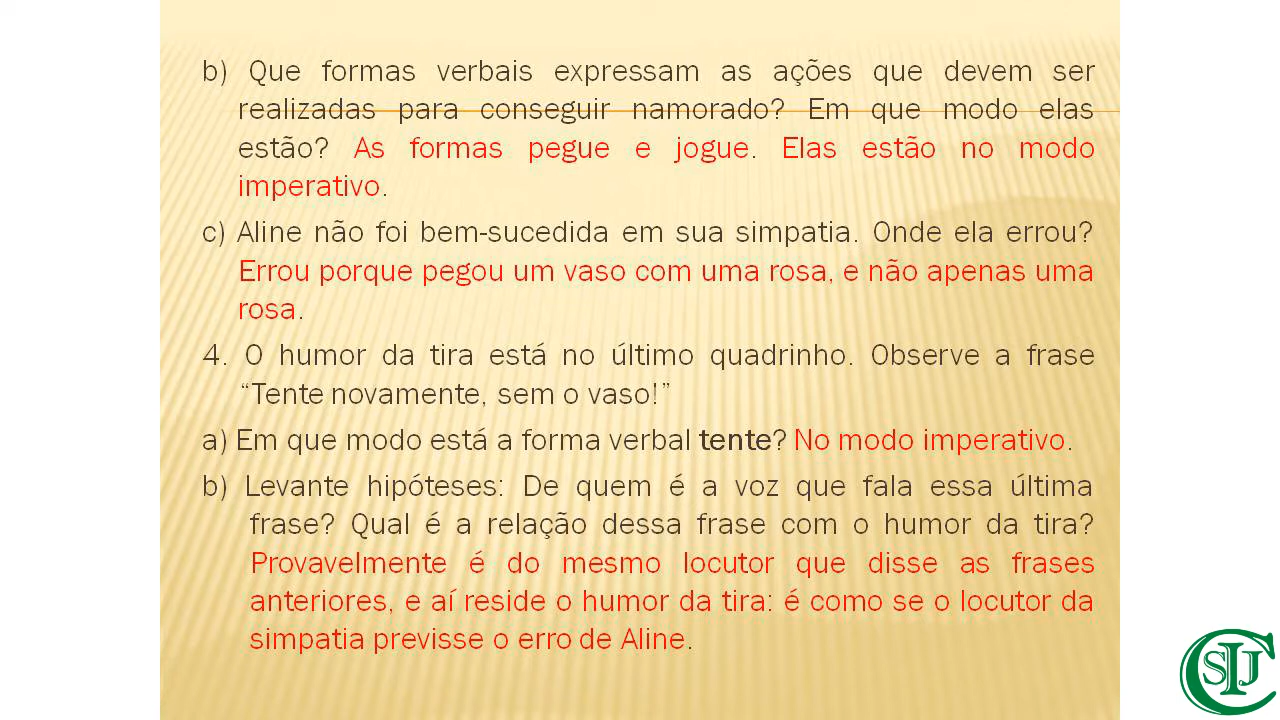 b) Que formas verbais expressam as ações que devem ser
realizadas para conseguir namorado? Em que modo elas
estão? As formas pegue e jogue. Elas estão no modo
imperativo.
c) Aline não foi bem-sucedida em sua simpatia. Onde ela errou?
Errou porque pegou um vaso com uma rosa, e não apenas uma
rosa.
4. O humor da tira está no último quadrinho. Observe a frase
“Tente novamente, sem o vaso!”
a) Em que modo está a forma verbal tente? No modo imperativo.
b) Levante hipóteses: De quem é a voz que fala essa última
frase? Qual é a relação dessa frase com o humor da tira?
Provavelmente é do mesmo locutor que disse as frases
anteriores, e aí reside o humor da tira: é como se o locutor da
simpatia previsse o erro de Aline.
CSIJ